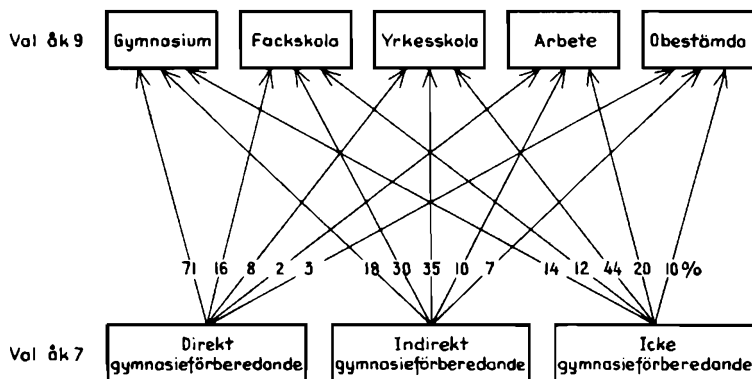 Val åk 9 Gymnasium Fackskola Yrkesskola Arbete Obestämda
71 16 8 2 3 18 30 35 10 7 14 12 44 20 10%
Val åk 7 Direkt gymnasieförberedande Indirekt gymnasieförberedande Icke gymnasieförberedande